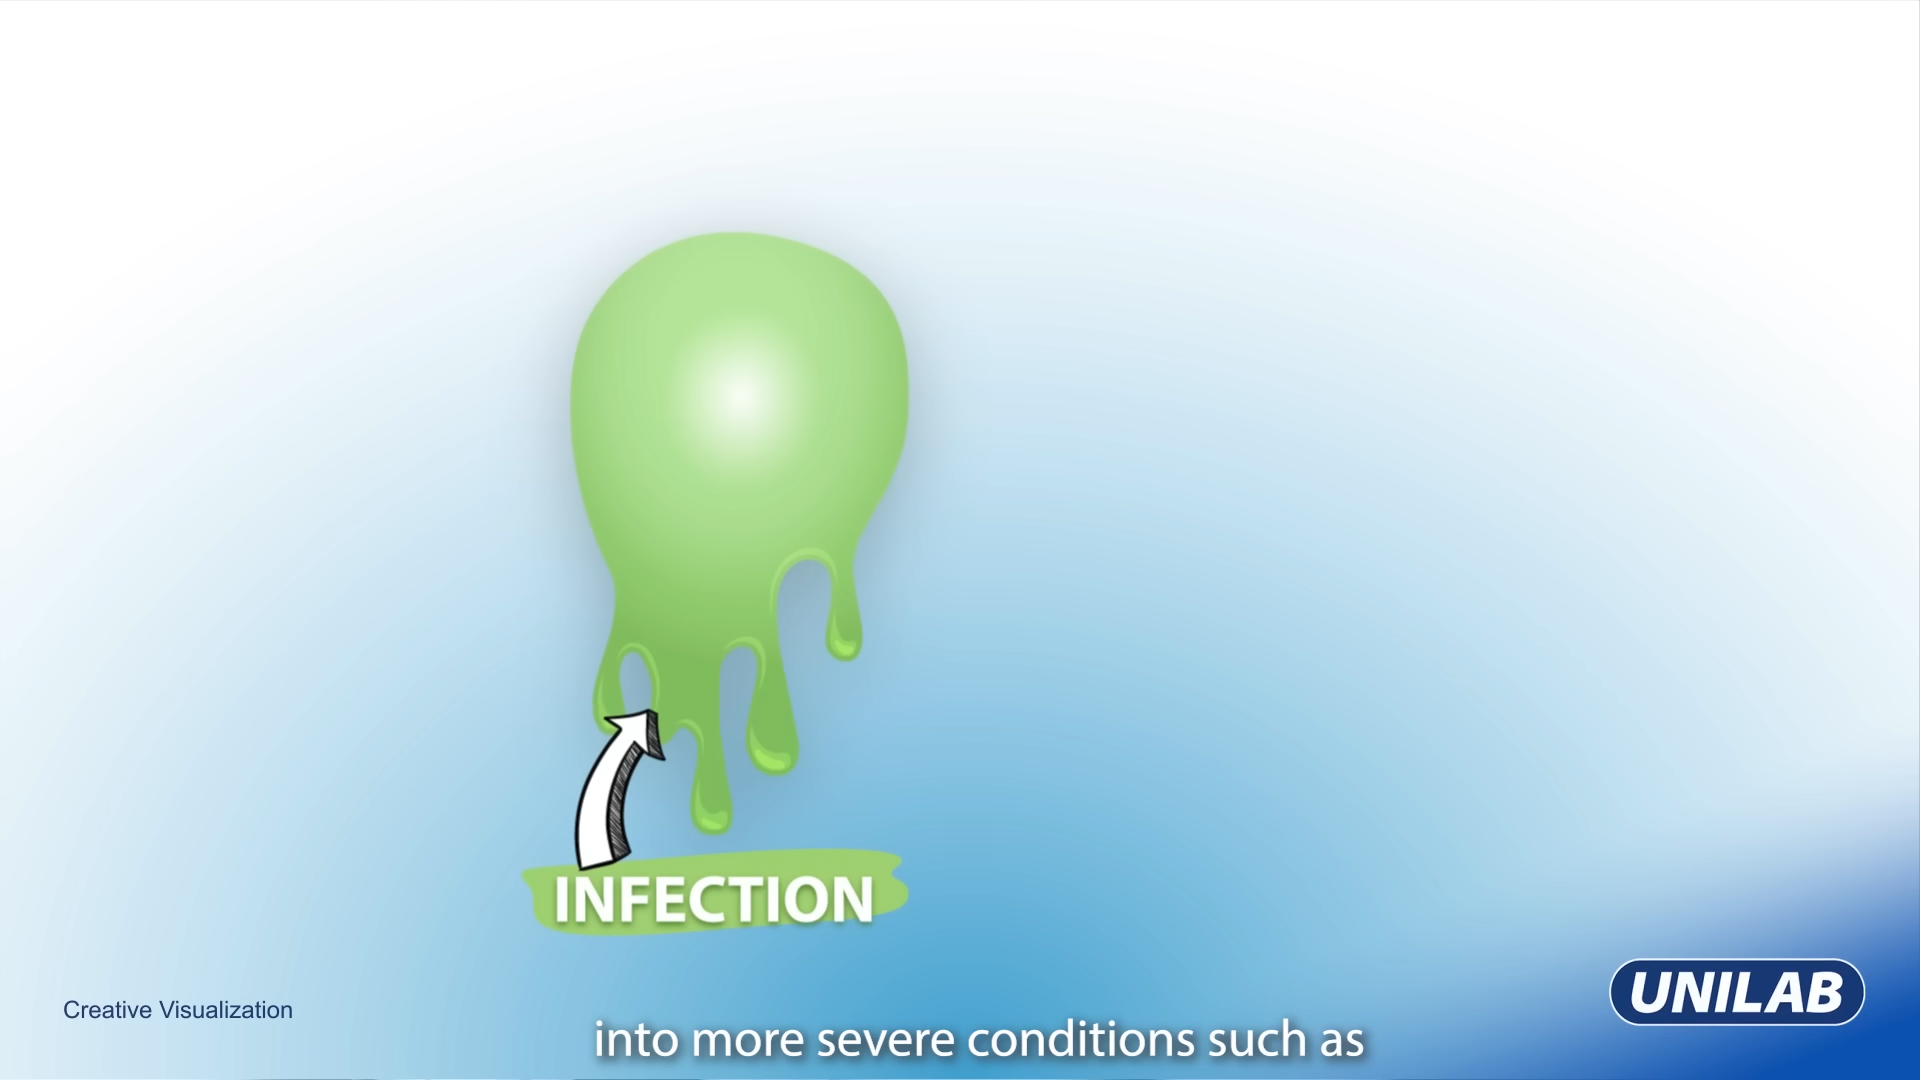 INFECTION
Creative Visualization
UNILAB
into more severe conditions such as